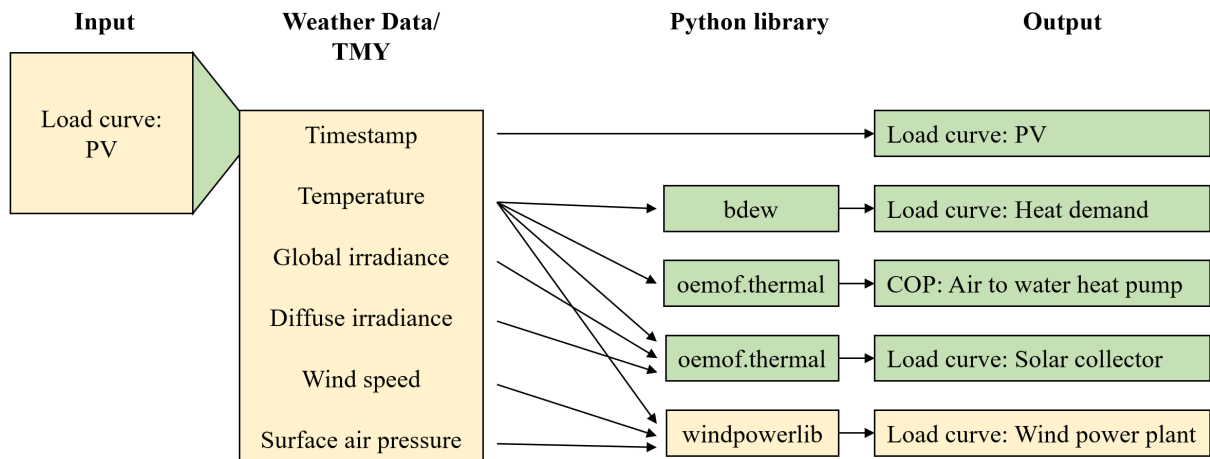 Input
Weather Data/
TMY
Python library
Output
Load curve:
PV
Timestamp
Load curve: PV
Temperature
bdew
Load curve: Heat demand
Global irradiance
oemof.thermal
COP: Air to water heat pump
Diffuse irradiance
oemof.thermal
Load curve: Solar collector
Wind speed
Surface air pressure
windpowerlib
Load curve: Wind power plant